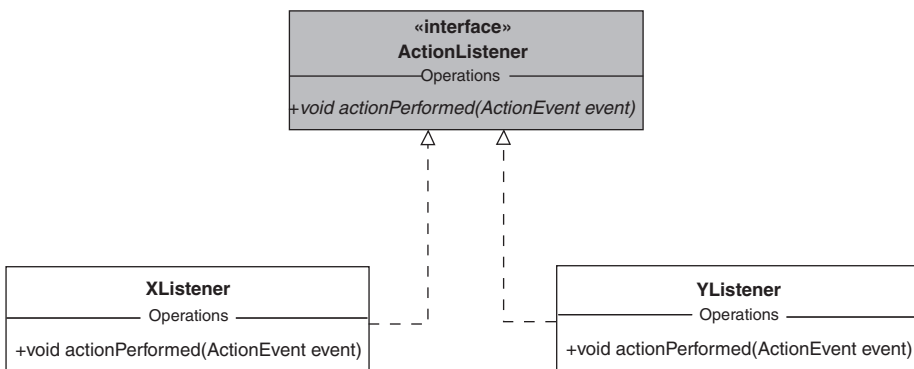 «interface»
ActionListener
Operations
+void actionPerformed(ActionEvent event)
XListener
Operations
+void actionPerformed(ActionEvent event)
YListener
Operations
+void actionPerformed(ActionEvent event)